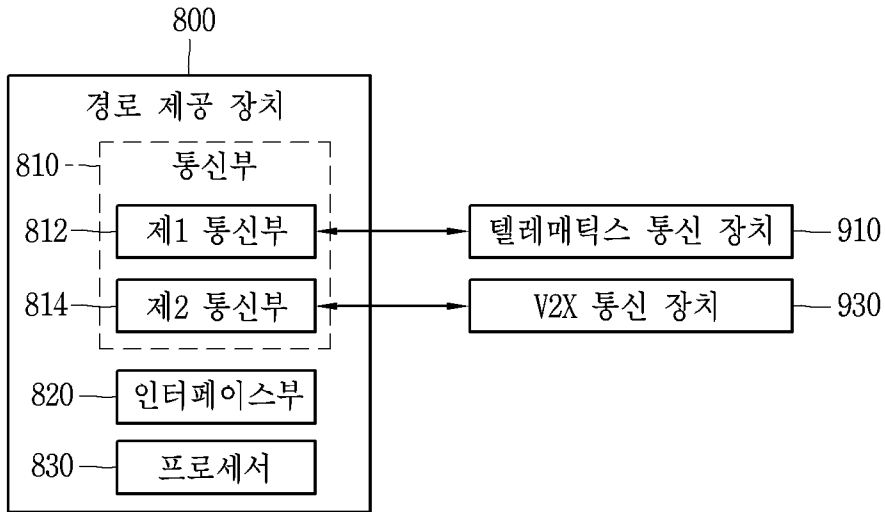 800
경로 제공 장치
810
통신부
812
제1 통신부
텔레매틱스 통신 장치
910
814
제2 통신부
V2X 통신 장치
930
820
인터페이스부
830
프로세서